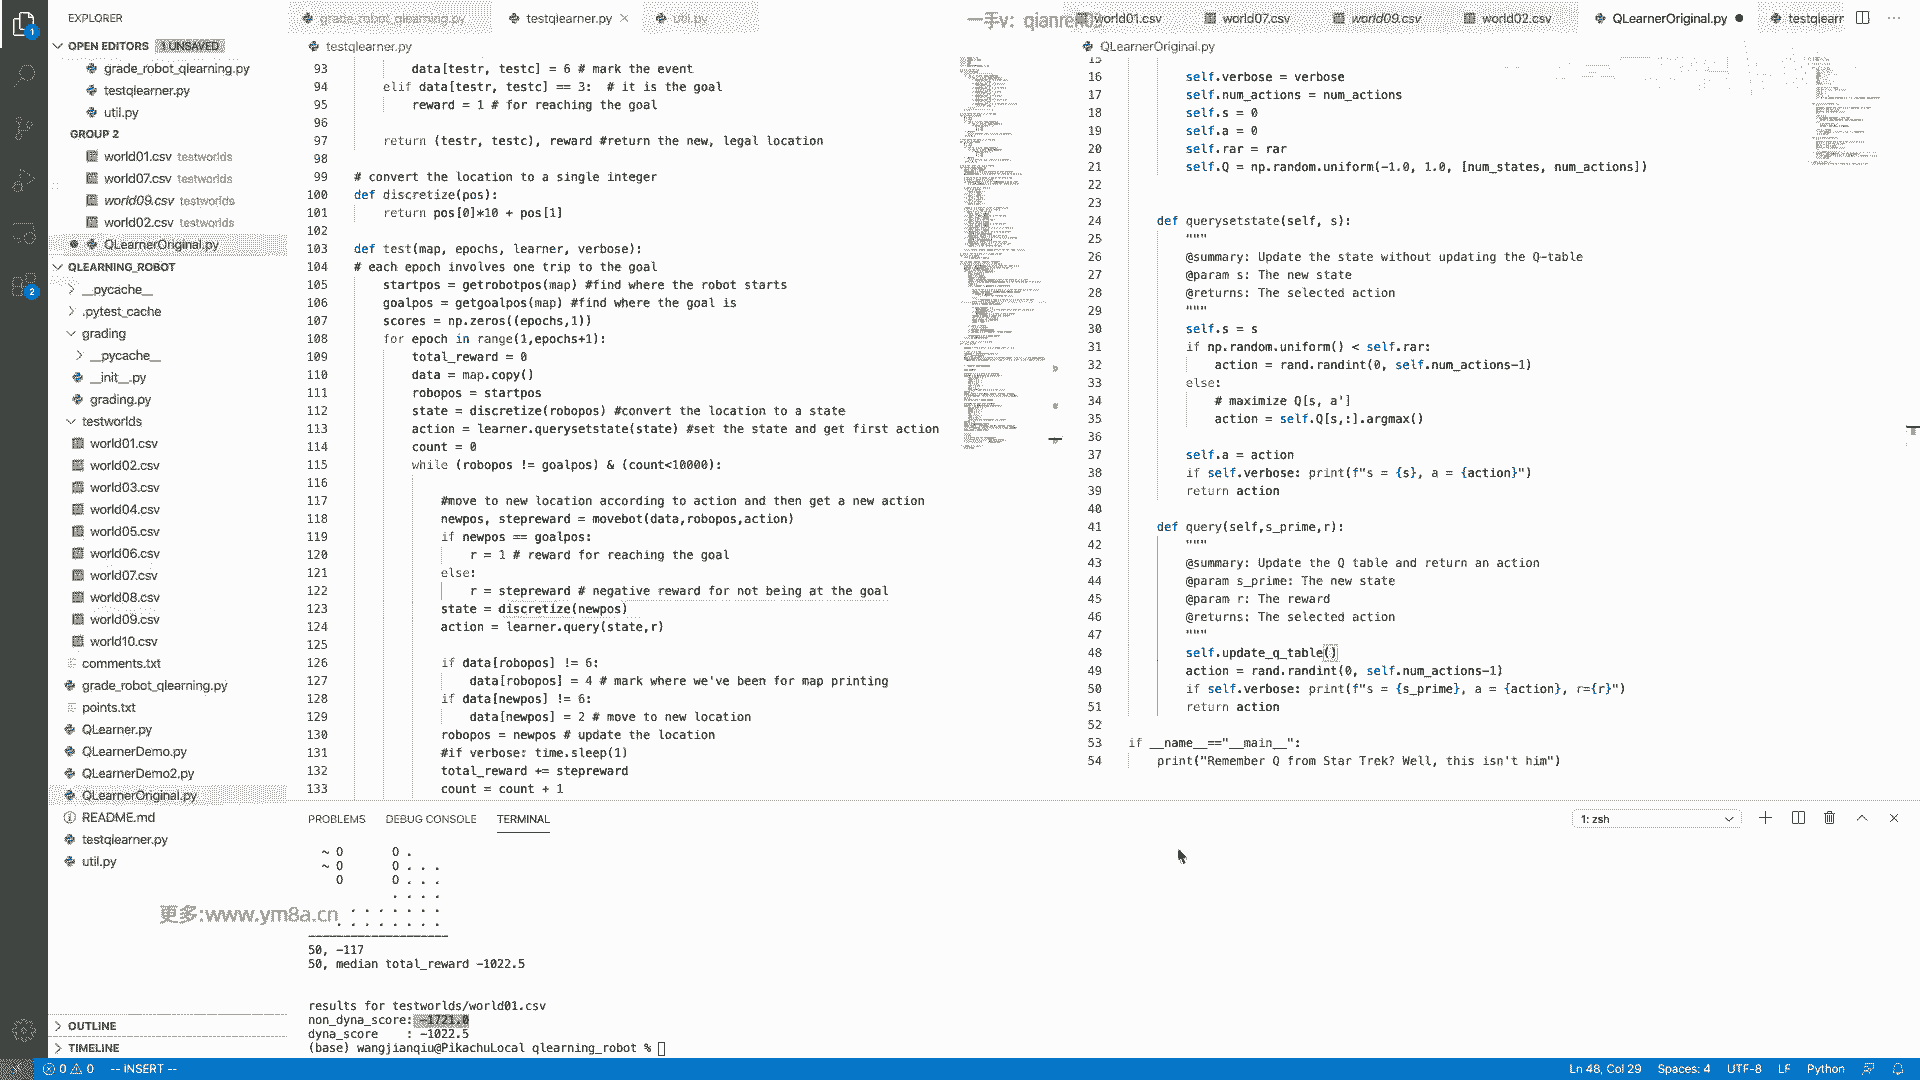 EXPLORER
OPEN EDITORS 1 UNSAVED
grade_robot_qlearning.py
testqlearner.py
util.py
GROUP 2
world01.csv testworlds
world07.csv testworlds
world09.csv testworlds
world02.csv testworlds
QLearnerOriginal.py
QLEARNING_ROBOT
__pycache__
.pytest_cache
grading
__pycache__
__init__.py
grading.py
testworlds
world01.csv
world02.csv
world03.csv
world04.csv
world05.csv
world06.csv
world07.csv
world08.csv
world09.csv
world10.csv
comments.txt
grade_robot_qlearning.py
points.txt
QLearner.py
QLearnerDemo.py
QLearnerDemo2.py
QLearnerOriginal.py
README.md
testqlearner.py
util.py
OUTLINE
TIMELINE
grade_robot_qlearning.py testqlearner.py util.py
testqlearner.py
93 data[testr, testc] = 6 # mark the event
94 elif data[testr, testc] == 3: # it is the goal
95 reward = 1 # for reaching the goal
96
97 return (testr, testc), reward #return the new, legal location
98
99 # convert the location to a single integer
100 def discretize(pos):
101 return pos[0]*10 + pos[1]
102
103 def test(map, epochs, learner, verbose):
104 # each epoch involves one trip to the goal
105 startpos = getrobotpos(map) #find where the robot starts
106 goalpos = getgoalpos(map) #find where the goal is
107 scores = np.zeros((epochs,1))
108 for epoch in range(1,epochs+1):
109 total_reward = 0
110 data = map.copy()
111 robopos = startpos
112 state = discretize(robopos) #convert the location to a state
113 action = learner.querysetstate(state) #set the state and get first action
114 count = 0
115 while (robopos != goalpos) & (count<10000):
116
117 #move to new location according to action and then get a new action
118 newpos, stepreward = movebot(data,robopos,action)
119 if newpos == goalpos:
120 r = 1 # reward for reaching the goal
121 else:
122 r = stepreward # negative reward for not being at the goal
123 state = discretize(newpos)
124 action = learner.query(state,r)
125
126 if data[robopos] != 6:
127 data[robopos] = 4 # mark where we've been for map printing
128 if data[newpos] != 6:
129 data[newpos] = 2 # move to new location
130 robopos = newpos # update the location
131 #if verbose: time.sleep(1)
132 total_reward += stepreward
133 count = count + 1
一手v: qianre
world01.csv world07.csv world09.csv world02.csv QLearnerOriginal.py testqlearr
QLearnerOriginal.py
15
16 self.verbose = verbose
17 self.num_actions = num_actions
18 self.s = 0
19 self.a = 0
20 self.rar = rar
21 self.Q = np.random.uniform(-1.0, 1.0, [num_states, num_actions])
22
23
24 def querysetstate(self, s):
25 """
26 @summary: Update the state without updating the Q-table
27 @param s: The new state
28 @returns: The selected action
29 """
30 self.s = s
31 if np.random.uniform() < self.rar:
32 action = rand.randint(0, self.num_actions-1)
33 else:
34 # maximize Q[s, a']
35 action = self.Q[s,:].argmax()
36
37 self.a = action
38 if self.verbose: print(f"s = {s}, a = {action}")
39 return action
40
41 def query(self,s_prime,r):
42 """
43 @summary: Update the Q table and return an action
44 @param s_prime: The new state
45 @param r: The reward
46 @returns: The selected action
47 """
48 self.update_q_table()
49 action = rand.randint(0, self.num_actions-1)
50 if self.verbose: print(f"s = {s_prime}, a = {action}, r={r}")
51 return action
52
53 if __name__=="__main__":
54 print("Remember Q from Star Trek? Well, this isn't him")
PROBLEMS DEBUG CONSOLE TERMINAL
1: zsh
~ O O .
~ O O . . .
O O . . .
. . . .
. . . . . . .
. . . . . . . .
--------------------
50, -117
50, median total_reward -1022.5
results for testworlds/world01.csv
non_dyna_score: -1721.0
dyna_score : -1022.5
(base) wangjianqiu@PikachuLocal qlearning_robot %
更多:www.ym8a.cn
0 0 -- INSERT --
Ln 48, Col 29 Spaces: 4 UTF-8 LF Python
1
2